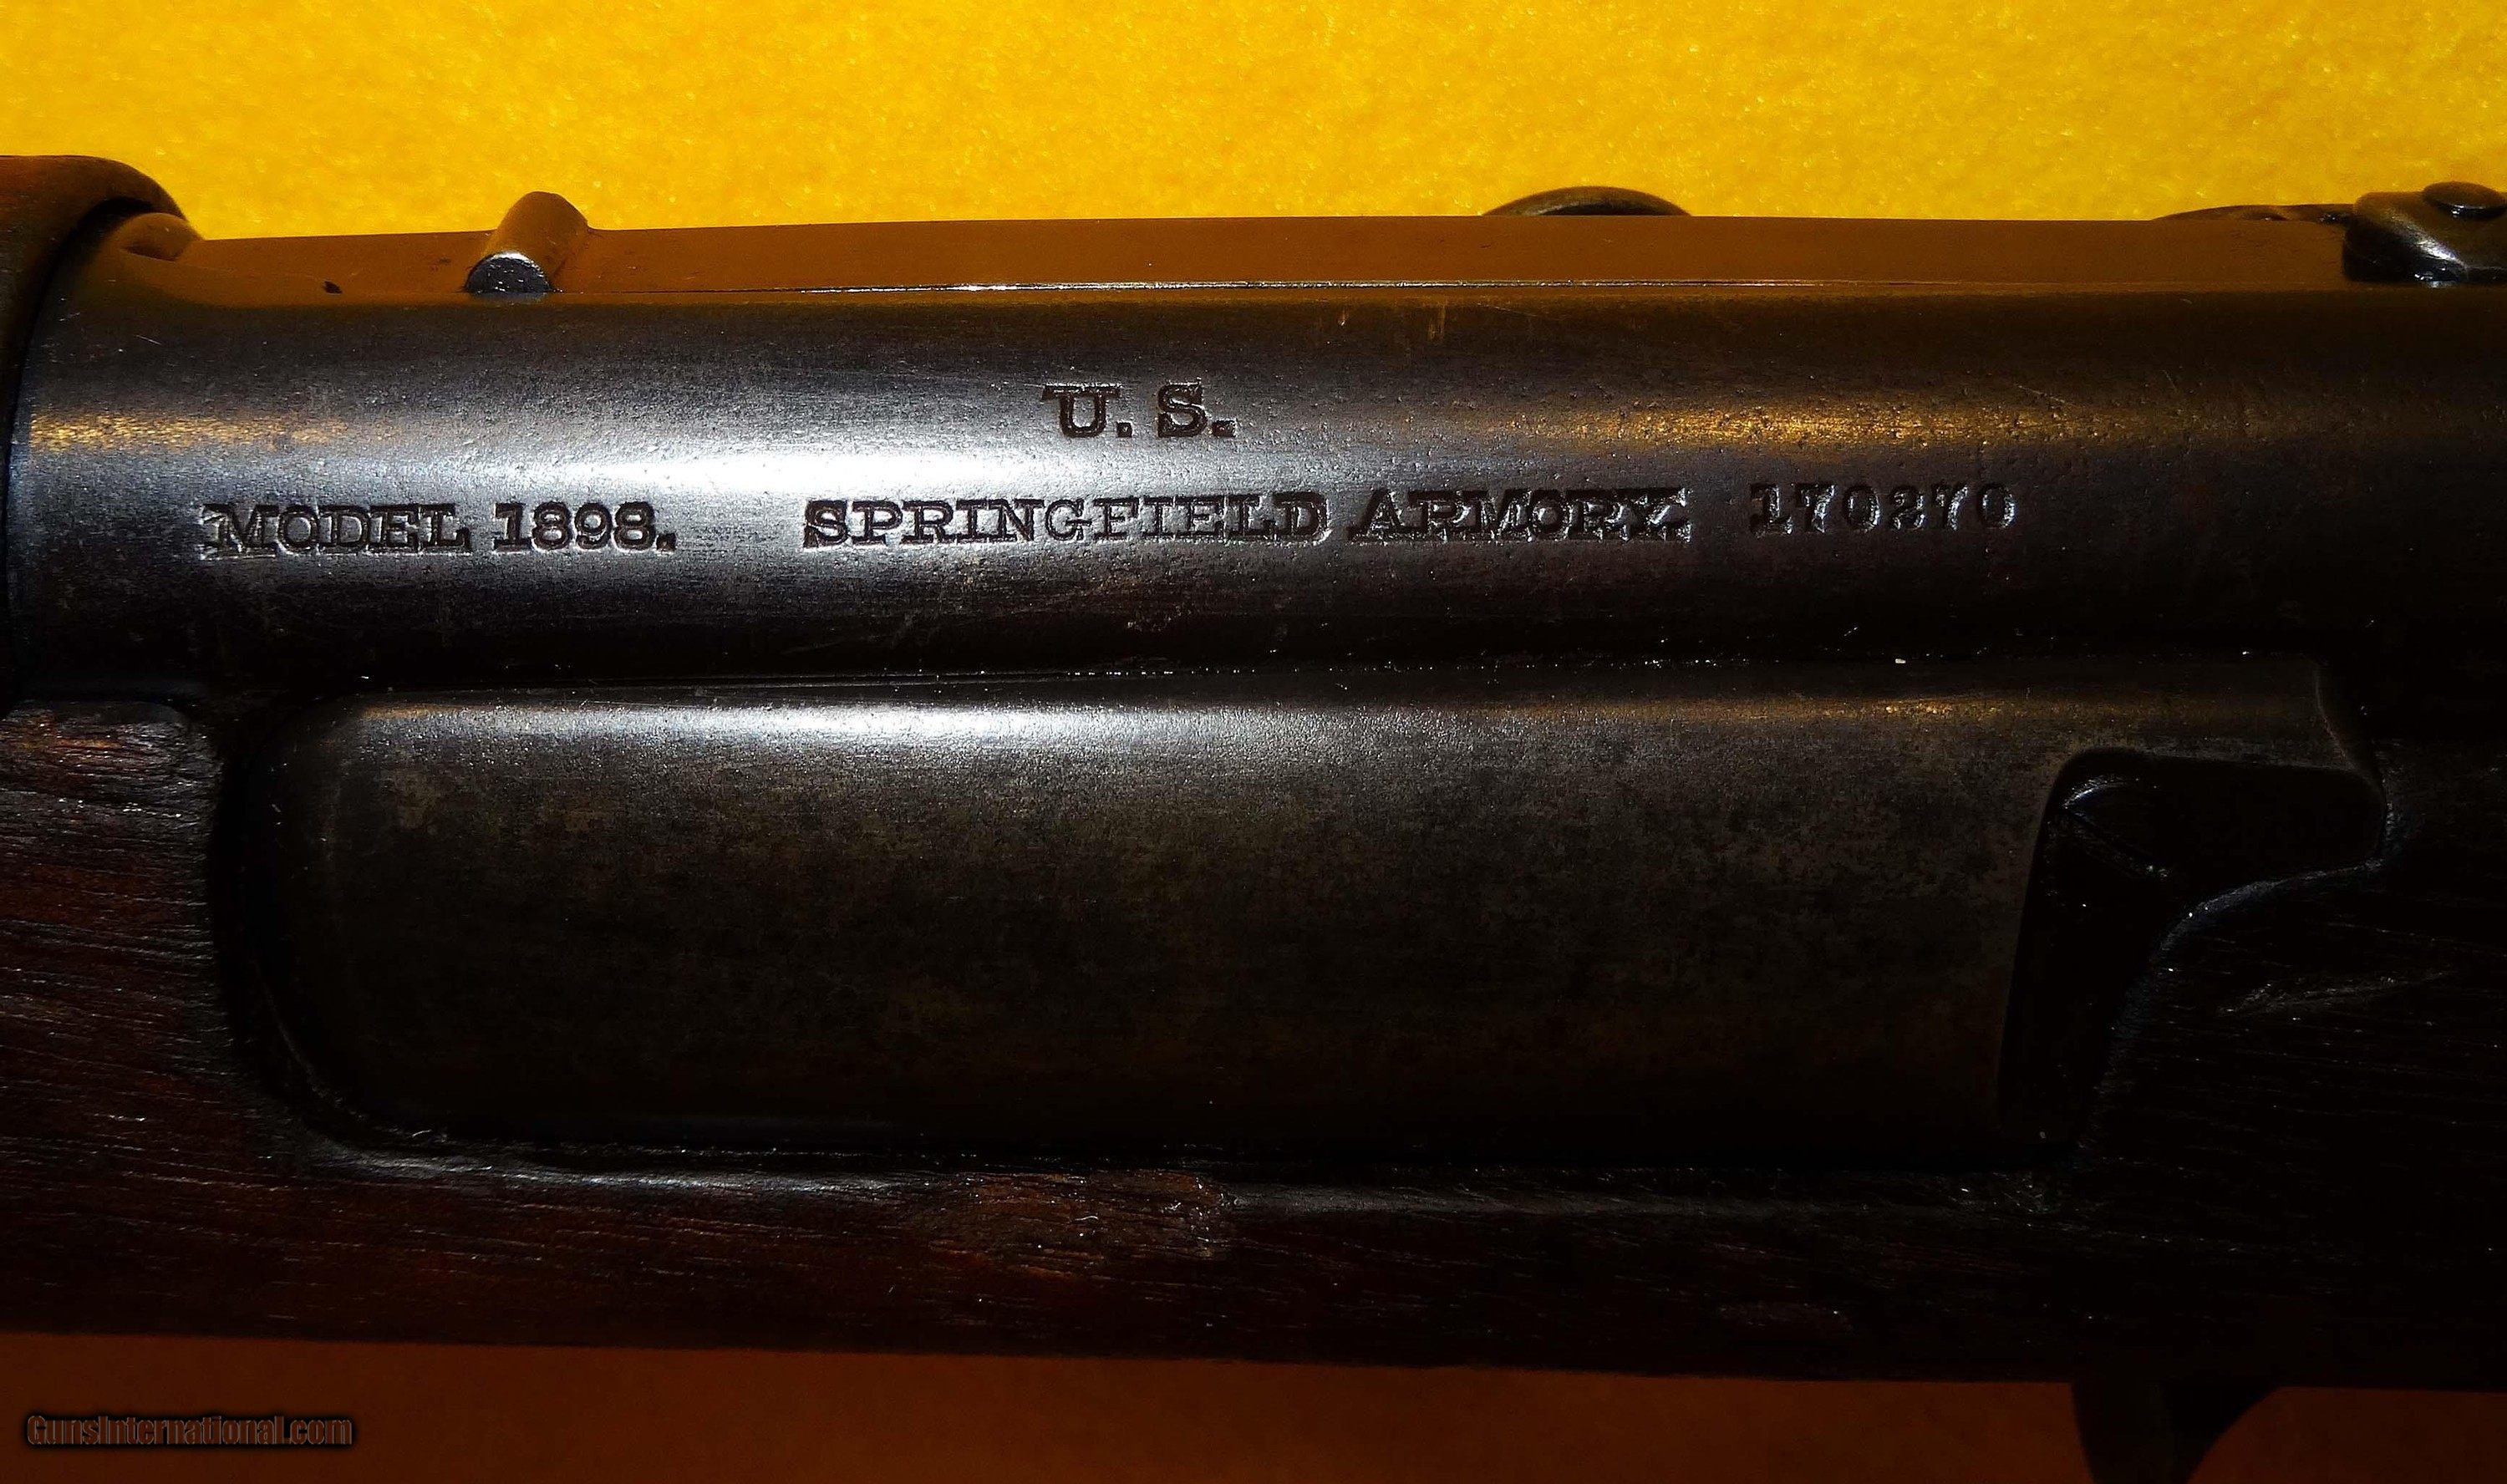 U. S.
MODEL 1898. SPRINGFIELD ARMORY. 170270
GunsInternational.com